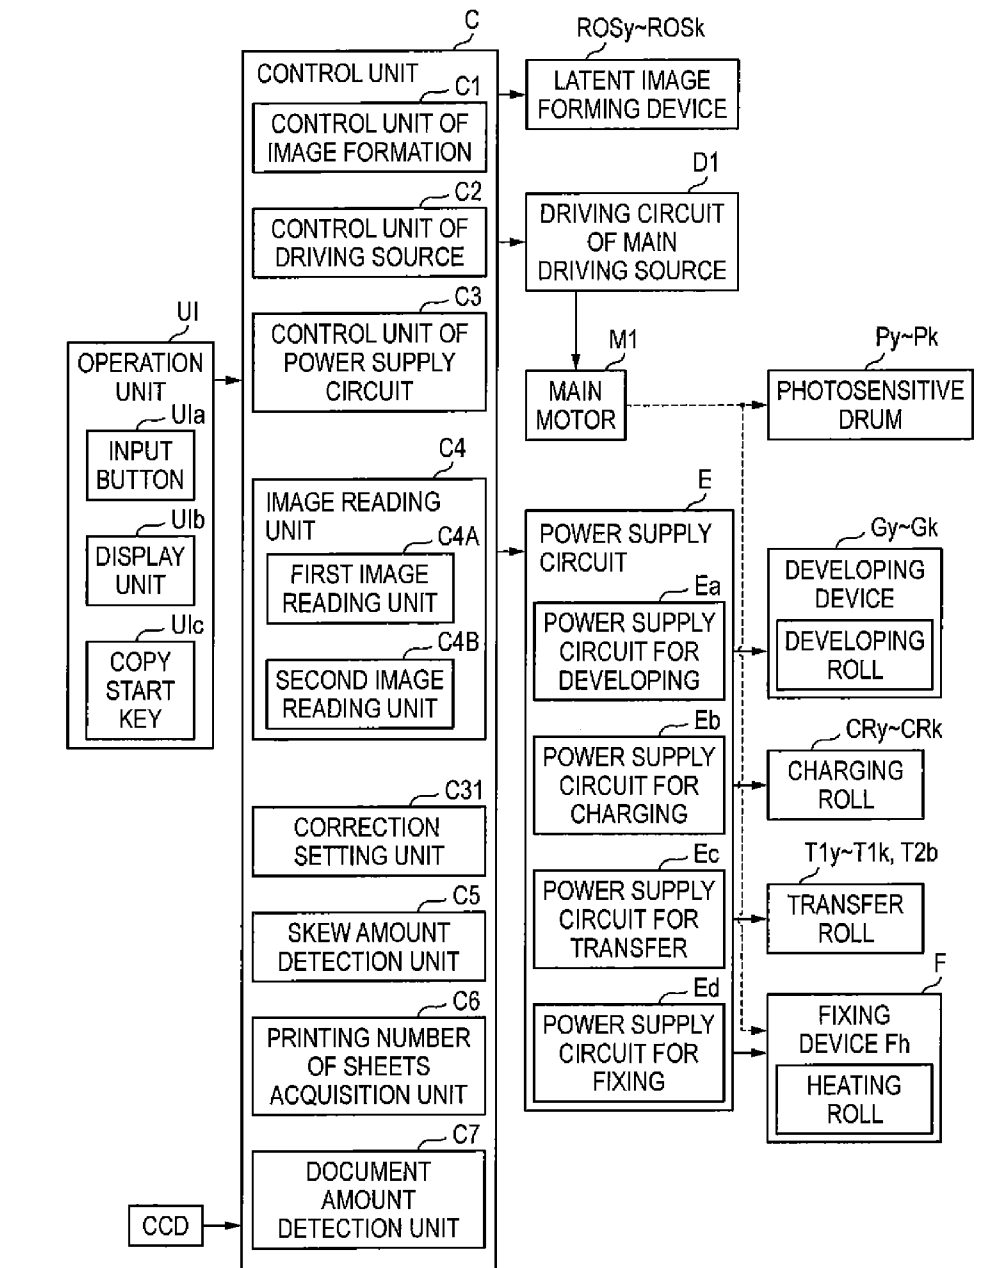 UI
OPERATION
UNIT
UIa
INPUT
BUTTON
UIb
DISPLAY
UNIT
UIc
COPY
START
KEY
CCD
C
CONTROL UNIT
C1
CONTROL UNIT OF
IMAGE FORMATION
C2
CONTROL UNIT OF
DRIVING SOURCE
C3
CONTROL UNIT OF
POWER SUPPLY
CIRCUIT
C4
IMAGE READING
UNIT
C4A
FIRST IMAGE
READING UNIT
C4B
SECOND IMAGE
READING UNIT
C31
CORRECTION
SETTING UNIT
C5
SKEW AMOUNT
DETECTION UNIT
C6
PRINTING NUMBER
OF SHEETS
ACQUISITION UNIT
C7
DOCUMENT
AMOUNT
DETECTION UNIT
ROSy~ROSk
LATENT IMAGE
FORMING DEVICE
D1
DRIVING CIRCUIT
OF MAIN
DRIVING SOURCE
M1
MAIN
MOTOR
Py~Pk
PHOTOSENSITIVE
DRUM
E
POWER SUPPLY
CIRCUIT
Ea
POWER SUPPLY
CIRCUIT FOR
DEVELOPING
Eb
POWER SUPPLY
CIRCUIT FOR
CHARGING
Ec
POWER SUPPLY
CIRCUIT FOR
TRANSFER
Ed
POWER SUPPLY
CIRCUIT FOR
FIXING
Gy~Gk
DEVELOPING
DEVICE
DEVELOPING
ROLL
CRy~CRk
CHARGING
ROLL
T1y~T1k, T2b
TRANSFER
ROLL
F
FIXING
DEVICE Fh
HEATING
ROLL